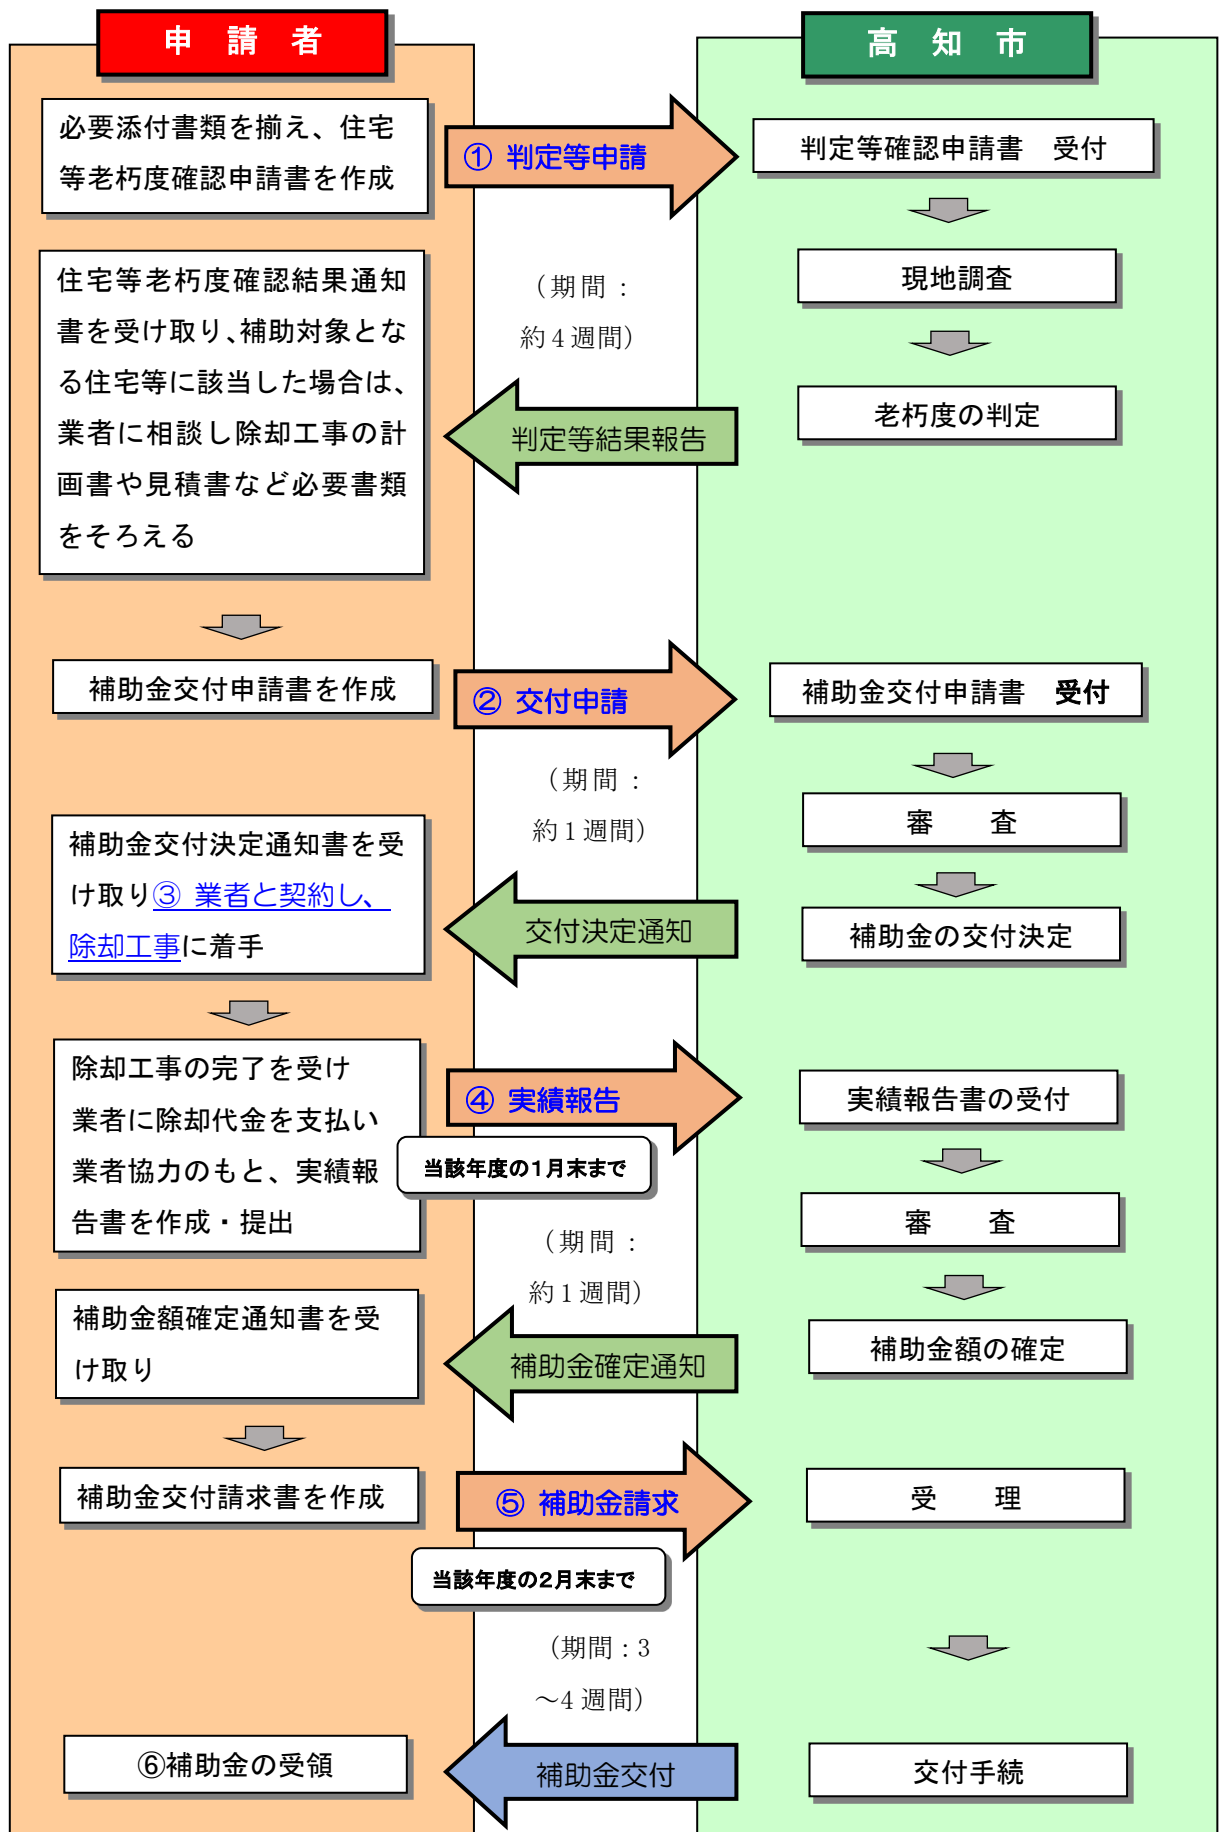 申 請 者
高 知 市
必要添付書類を揃え、住宅
等老朽度確認申請書を作成
① 判定等申請
判定等確認申請書 受付
現地調査
老朽度の判定
(期間：
約4週間)
判定等結果報告
住宅等老朽度確認結果通知
書を受け取り、補助対象とな
る住宅等に該当した場合は、
業者に相談し除却工事の計
画書や見積書など必要書類
をそろえる
補助金交付申請書を作成
② 交付申請
補助金交付申請書 受付
審 査
補助金の交付決定
(期間：
約1週間)
交付決定通知
補助金交付決定通知書を受
け取り③ 業者と契約し、
除却工事に着手
除却工事の完了を受け
業者に除却代金を支払い
業者協力のもと、実績報
告書を作成・提出
④ 実績報告
当該年度の1月末まで
実績報告書の受付
審 査
補助金額の確定
(期間：
約1週間)
補助金確定通知
補助金額確定通知書を受
け取り
補助金交付請求書を作成
⑤ 補助金請求
当該年度の2月末まで
受 理
(期間：3
～4週間)
交付手続
補助金交付
⑥補助金の受領